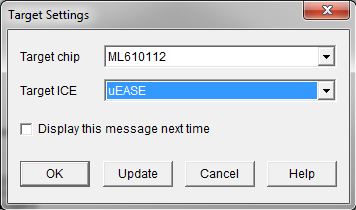 Target Settings
Target chip ML610112
Target ICE uEASE
Display this message next time
OK Update Cancel Help